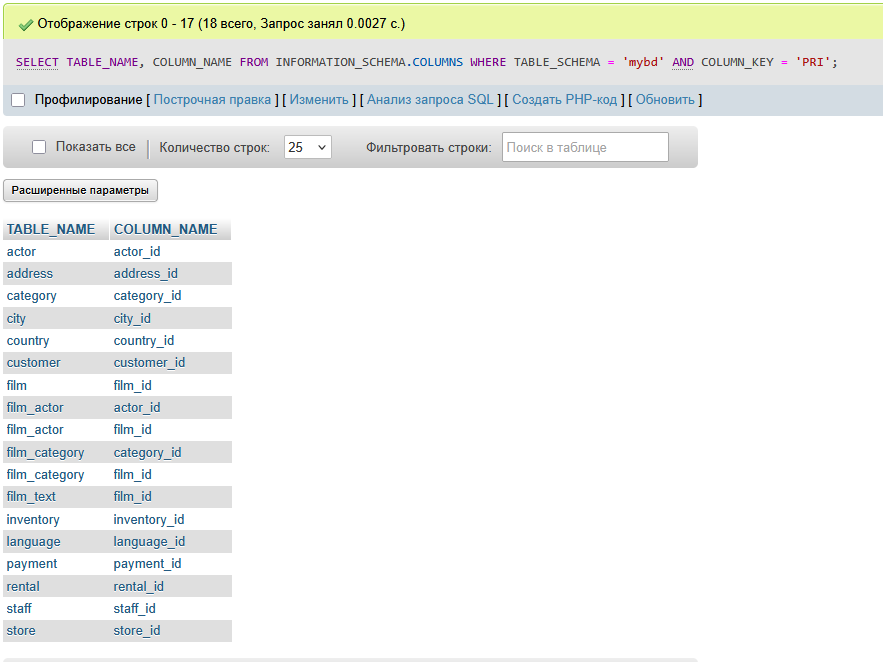 Отображение строк 0 - 17 (18 всего, Запрос занял 0.0027 с.)
SELECT TABLE_NAME, COLUMN_NAME FROM INFORMATION_SCHEMA.COLUMNS WHERE TABLE_SCHEMA = 'mybd' AND COLUMN_KEY = 'PRI';
Профилирование [ Построчная правка ] [ Изменить ] [ Анализ запроса SQL ] [ Создать PHP-код ] [ Обновить ]
Показать все | Количество строк: 25 Фильтровать строки: Поиск в таблице
Расширенные параметры
TABLE_NAME COLUMN_NAME
actor actor_id
address address_id
category category_id
city city_id
country country_id
customer customer_id
film film_id
film_actor actor_id
film_actor film_id
film_category category_id
film_category film_id
film_text film_id
inventory inventory_id
language language_id
payment payment_id
rental rental_id
staff staff_id
store store_id